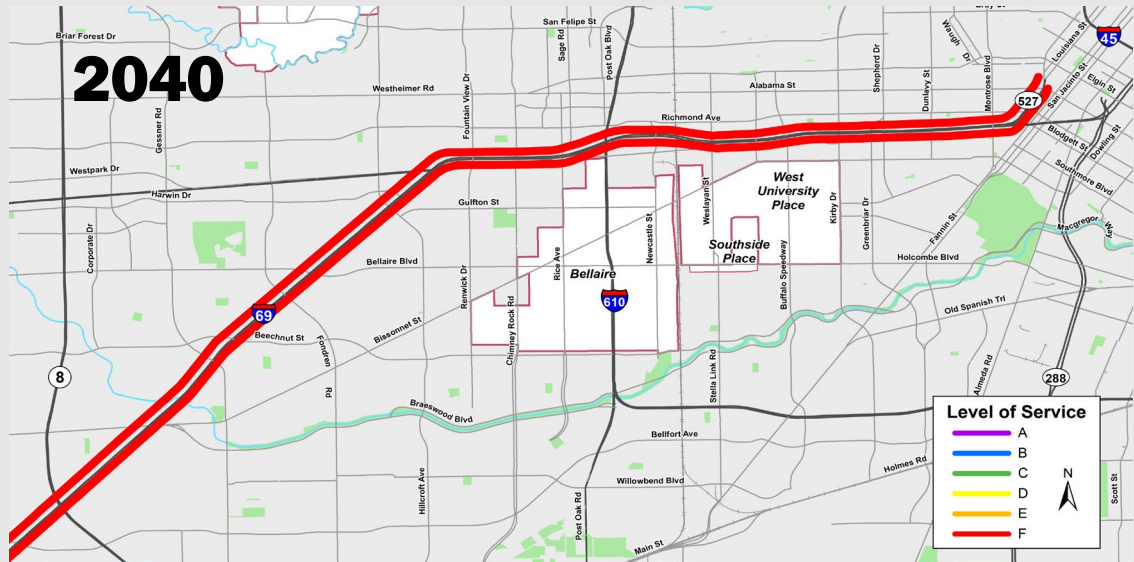 Gray St
San Felipe St
Briar Forest Dr
2040
Sage Rd
Post Oak Blvd
Waugh Dr
Louisiana St
45
Westheimer Rd
Alabama St
Shepherd Dr
Dunlavy St
Montrose Blvd
San Jacinto St
Elgin St
527
Gessner Rd
Fountain View Dr
Richmond Ave
Blodgett St
Dowling St
Westpark Dr
Harwin Dr
Southmore Blvd
West
University
Place
Weslayan St
Kirby Dr
Greenbriar Dr
Gulfton St
Fannin St
Macgregor Way
Corporate Dr
Newcastle St
Southside
Place
Rice Ave
Bellaire Blvd
Bellaire
Buffalo Speedway
Holcombe Blvd
Renwick Dr
610
69
Chimney Rock Rd
Old Spanish Trl
Beechnut St
Bissonnet St
Fondren Rd
8
Stella Link Rd
Almeda Rd
288
Braeswood Blvd
Bellfort Ave
Holmes Rd
Hillcroft Ave
Willowbend Blvd
Post Oak Rd
Main St
Scott St
Level of Service
A
B
C
D
E
F
N